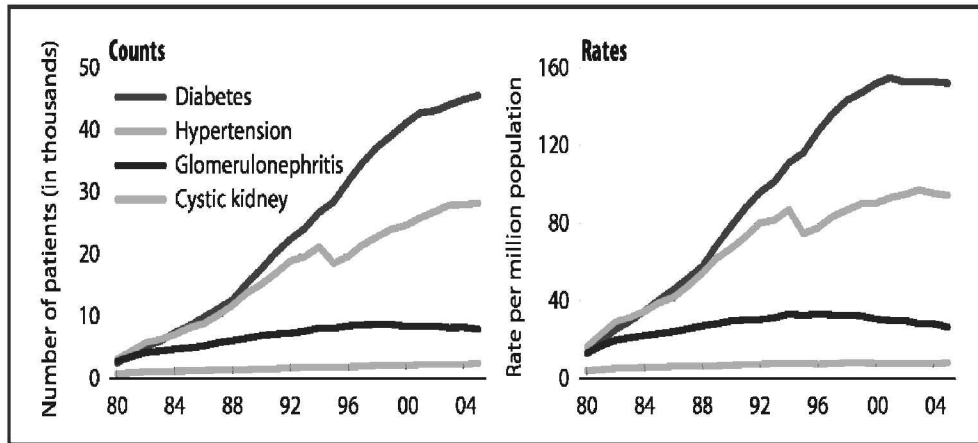 Counts
Number of patients (in thousands)
50
40
30
20
10
0
Diabetes
Hypertension
Glomerulonephritis
Cystic kidney
80 84 88 92 96 00 04
Rates
Rate per million population
160
120
80
40
0
80 84 88 92 96 00 04